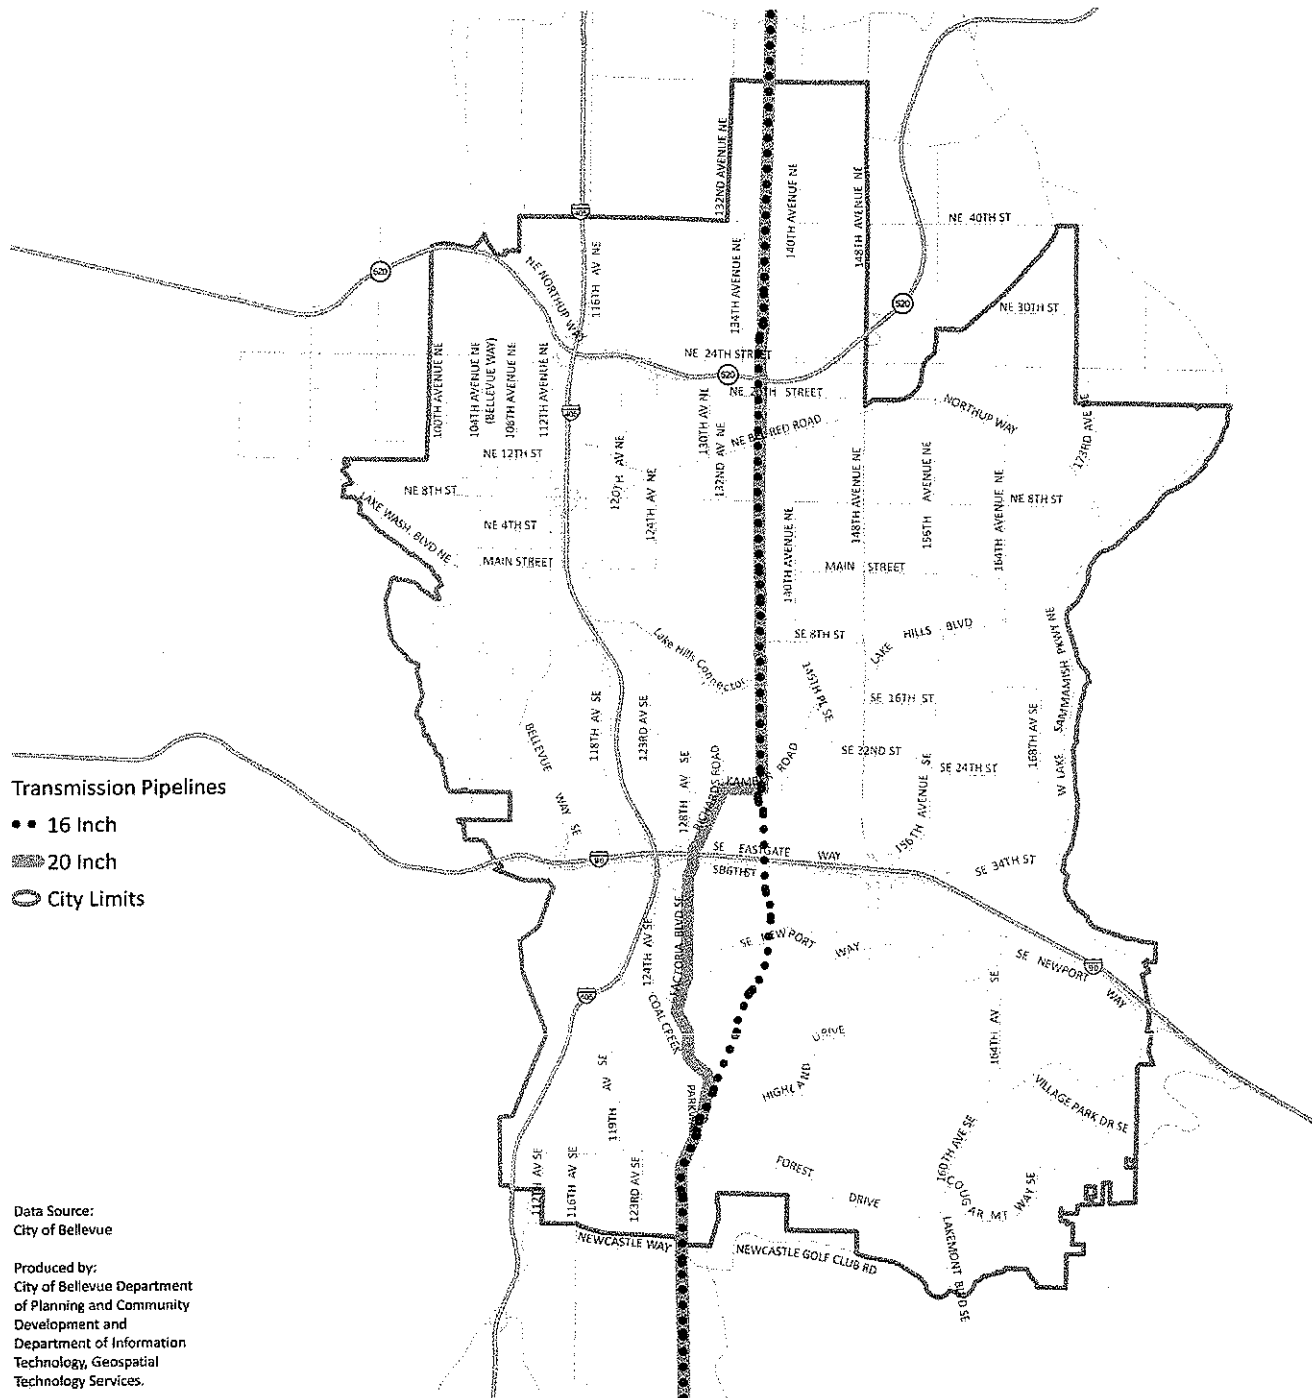 132ND AVENUE NE
140TH AVENUE NE
148TH AVENUE NE
NE 40TH ST
405
520
NE NORTHUP WAY
116TH AV NE
134TH AVENUE NE
520
NE 30TH ST
NE 24TH STREET
520
STREET
100TH AVENUE NE
104TH AVENUE NE
(BELLEVUE WAY)
108TH AVENUE NE
112TH AVENUE NE
405
130TH AV NE
132ND AV NE
ROAD
NORTHUP WAY
173RD AVE NE
NE 12TH ST
NE 8TH ST
LAKE WASH. BLVD NE
NE 4TH ST
MAIN STREET
120TH AV NE
124TH AV NE
140TH AVENUE NE
148TH AVENUE NE
156TH AVENUE NE
164TH AVENUE NE
NE 8TH ST
MAIN STREET
Lake Hills Connector
SE 8TH ST
LAKE HILLS BLVD
W LAKE SAMMAMISH PKWY NE
145TH PL SE
SE 16TH ST
118TH AV SE
123RD AV SE
BELLEVUE WAY SE
SE 22ND ST
SE 24TH ST
168TH AV SE
128TH AV SE
RICHARDS ROAD
ROAD
156TH AVENUE SE
Transmission Pipelines
16 Inch
20 Inch
City Limits
90
SE EASTGATE WAY
SE 34TH ST
124TH AV SE
FACTORIA BLVD SE
SE NEWPORT WAY
SE NEWPORT WAY
90
405
COAL CREEK
PARKWAY
164TH AV SE
HIGHLAND DRIVE
VILLAGE PARK DR SE
119TH AV SE
112TH AV SE
116TH AV SE
123RD AV SE
FOREST DRIVE
160TH AVE SE
COUGAR MT WAY SE
LAKEMONT BLVD SE
NEWCASTLE WAY
NEWCASTLE GOLF CLUB RD
Data Source:
City of Bellevue
Produced by:
City of Bellevue Department
of Planning and Community
Development and
Department of Information
Technology, Geospatial
Technology Services.